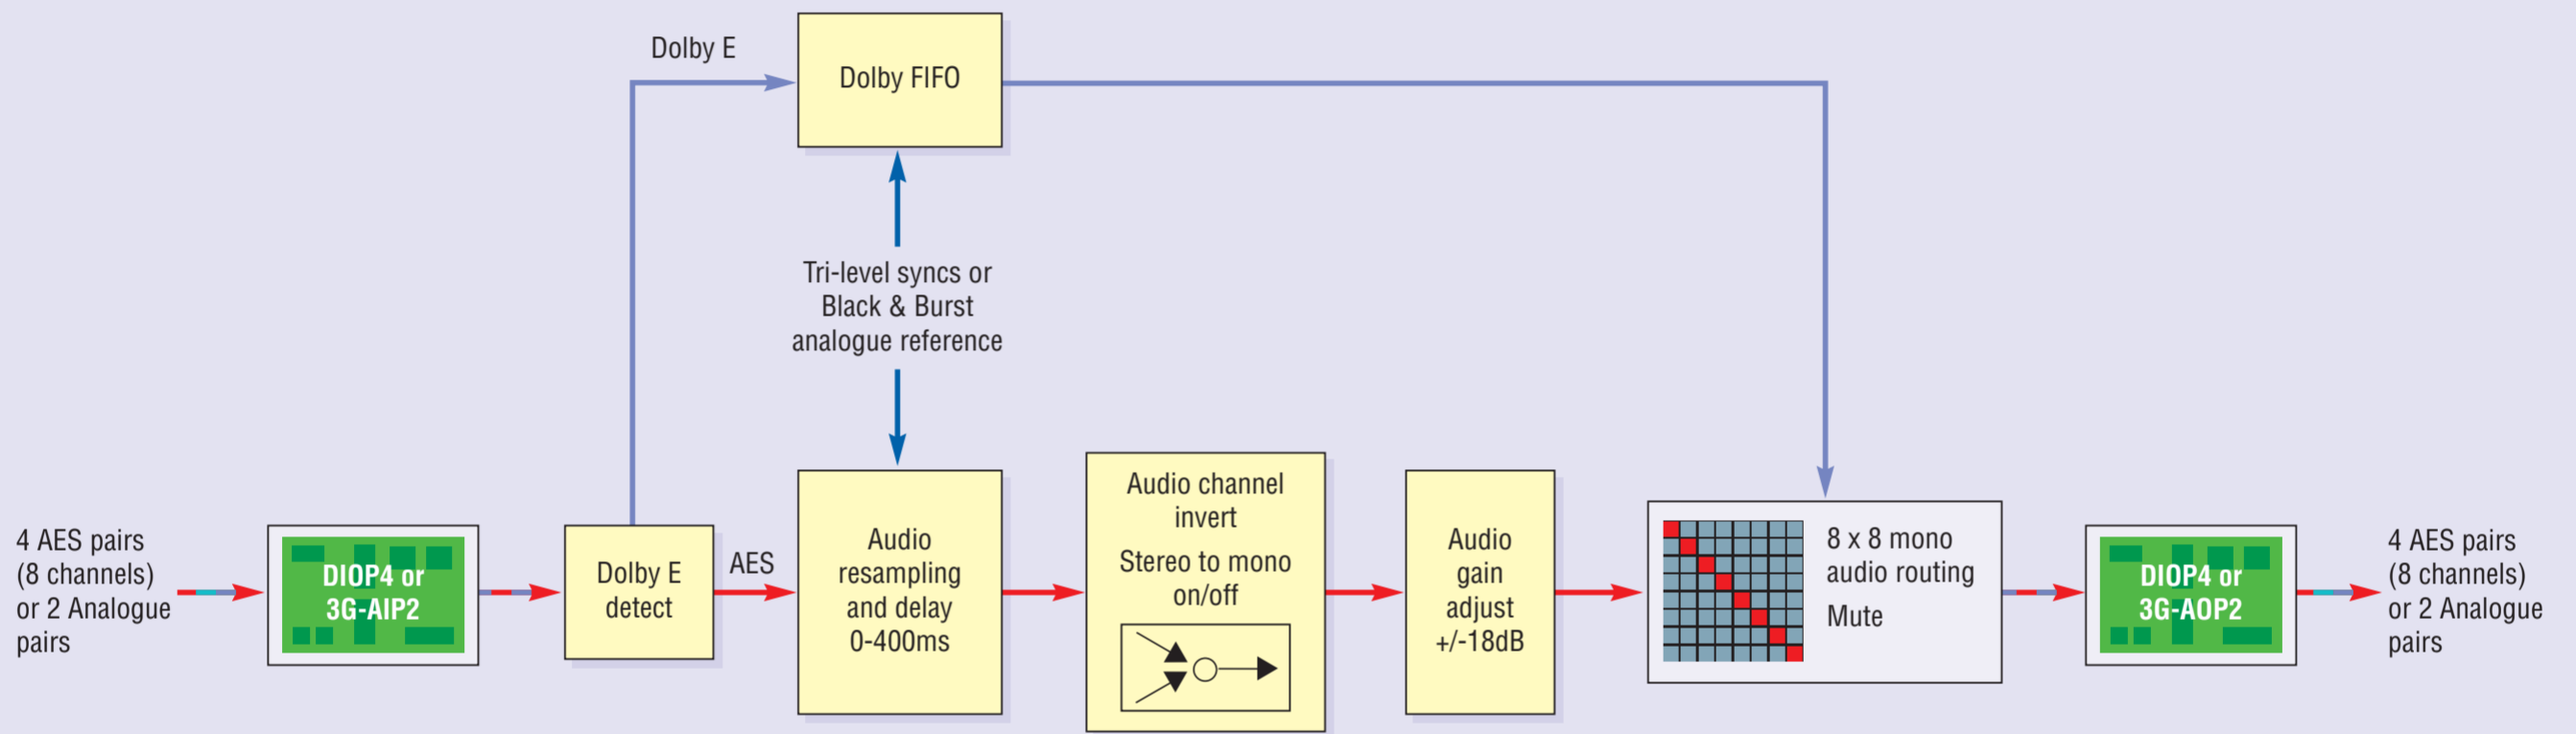 Dolby E
Dolby FIFO
Tri-level syncs or
Black & Burst
analogue reference
4 AES pairs
(8 channels)
or 2 Analogue
pairs
DIOP4 or
3G-AIP2
Dolby E
detect
AES
Audio
resampling
and delay
0-400ms
Audio channel
invert
Stereo to mono
on/off
Audio
gain
adjust
+/-18dB
8 x 8 mono
audio routing
Mute
DIOP4 or
3G-AOP2
4 AES pairs
(8 channels)
or 2 Analogue
pairs